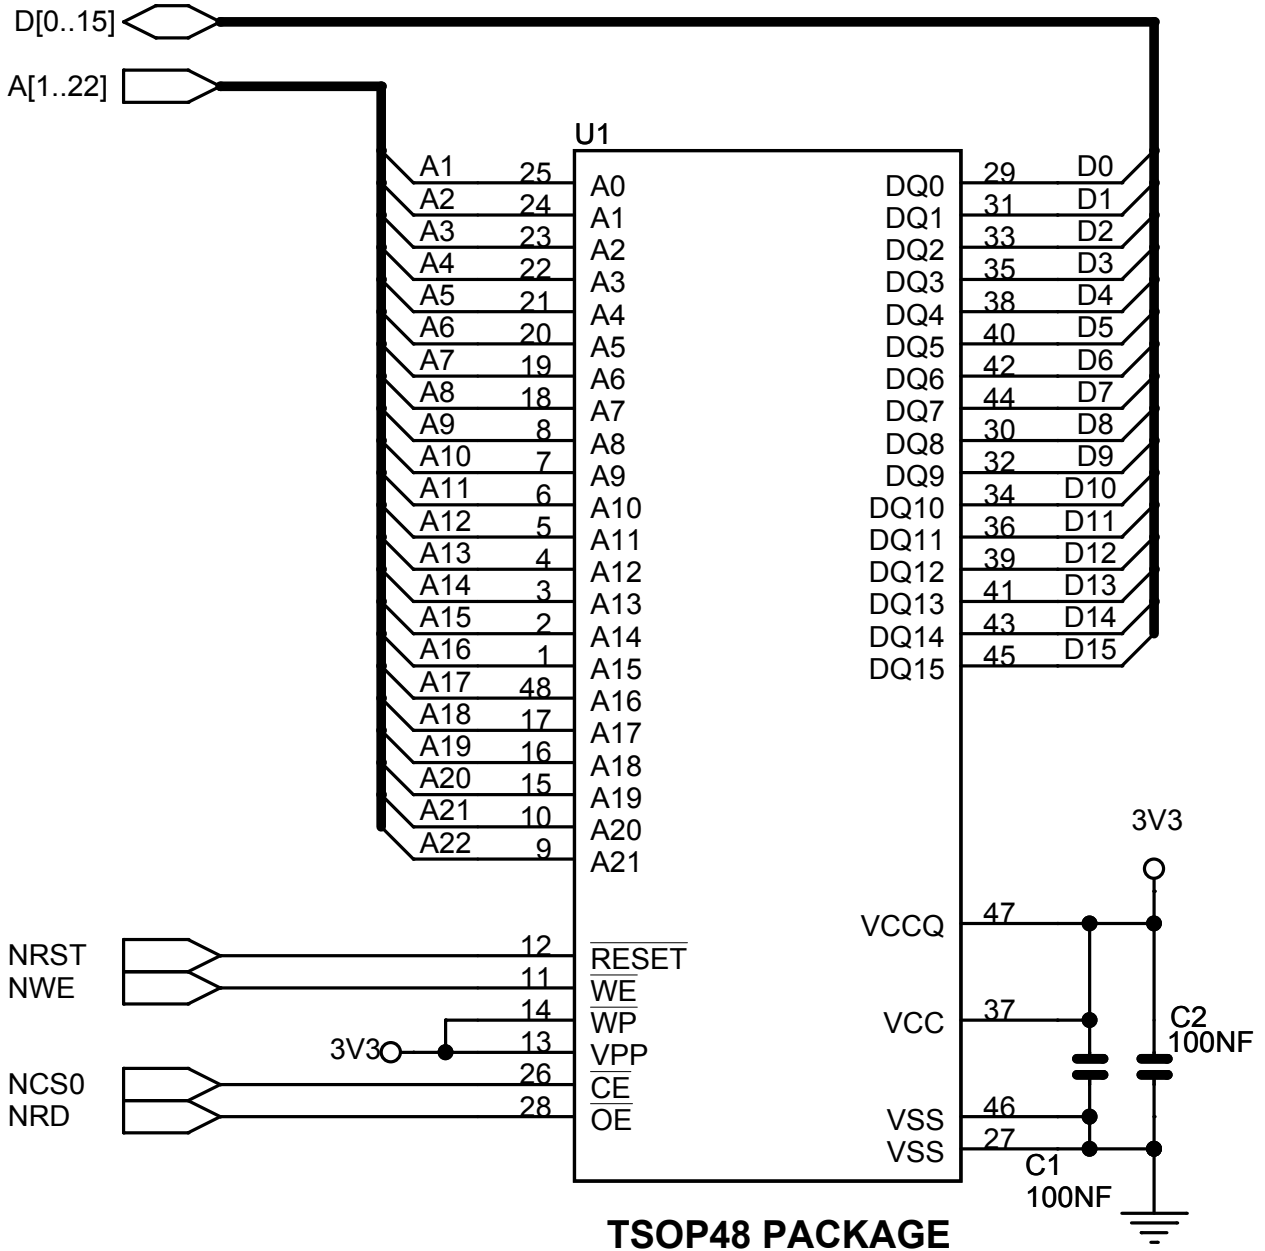 D[0..15]
A[1..22]
U1
A1 25 A0 DQ0 29 D0
A2 24 A1 DQ1 31 D1
A3 23 A2 DQ2 33 D2
A4 22 A3 DQ3 35 D3
A5 21 A4 DQ4 38 D4
A6 20 A5 DQ5 40 D5
A7 19 A6 DQ6 42 D6
A8 18 A7 DQ7 44 D7
A9 8 A8 DQ8 30 D8
A10 7 A9 DQ9 32 D9
A11 6 A10 DQ10 34 D10
A12 5 A11 DQ11 36 D11
A13 4 A12 DQ12 39 D12
A14 3 A13 DQ13 41 D13
A15 2 A14 DQ14 43 D14
A16 1 A15 DQ15 45 D15
A17 48 A16
A18 17 A17
A19 16 A18
A20 15 A19
A21 10 A20
A22 9 A21
3V3
VCCQ 47
NRST 12 RESET
NWE 11 WE
14 WP VCC 37 C2
100NF
3V3 13 VPP
NCS0 26 CE
NRD 28 OE VSS 46
VSS 27 C1
100NF
TSOP48 PACKAGE